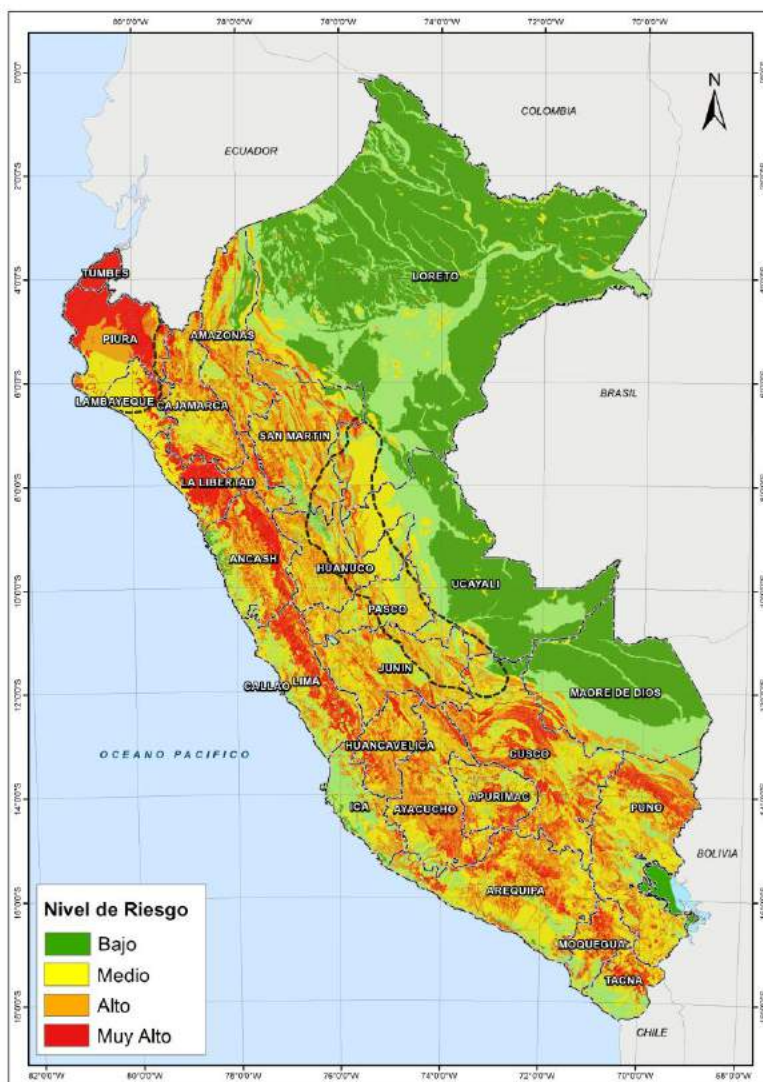 80°0'0"W 78°0'0"W 76°0'0"W 74°0'0"W 72°0'0"W 70°0'0"W
N
COLOMBIA
ECUADOR
0°0'0"S
2°0'0"S
4°0'0"S
6°0'0"S
8°0'0"S
10°0'0"S
12°0'0"S
14°0'0"S
16°0'0"S
18°0'0"S
TUMBES
LORETO
PIURA
AMAZONAS
BRASIL
LAMBAYEQUE
CAJAMARCA
SAN MARTIN
LA LIBERTAD
ANCASH
HUANUCO
UCAYALI
PASCO
JUNIN
CALLAO
LIMA
MADRE DE DIOS
HUANCAVELICA
CUSCO
OCEANO PACIFICO
ICA
AYACUCHO
APURIMAC
PUNO
BOLIVIA
AREQUIPA
MOQUEGUA
TACNA
CHILE
Nivel de Riesgo
Bajo
Medio
Alto
Muy Alto
82°0'0"W 80°0'0"W 78°0'0"W 76°0'0"W 74°0'0"W 72°0'0"W 70°0'0"W 68°0'0"W